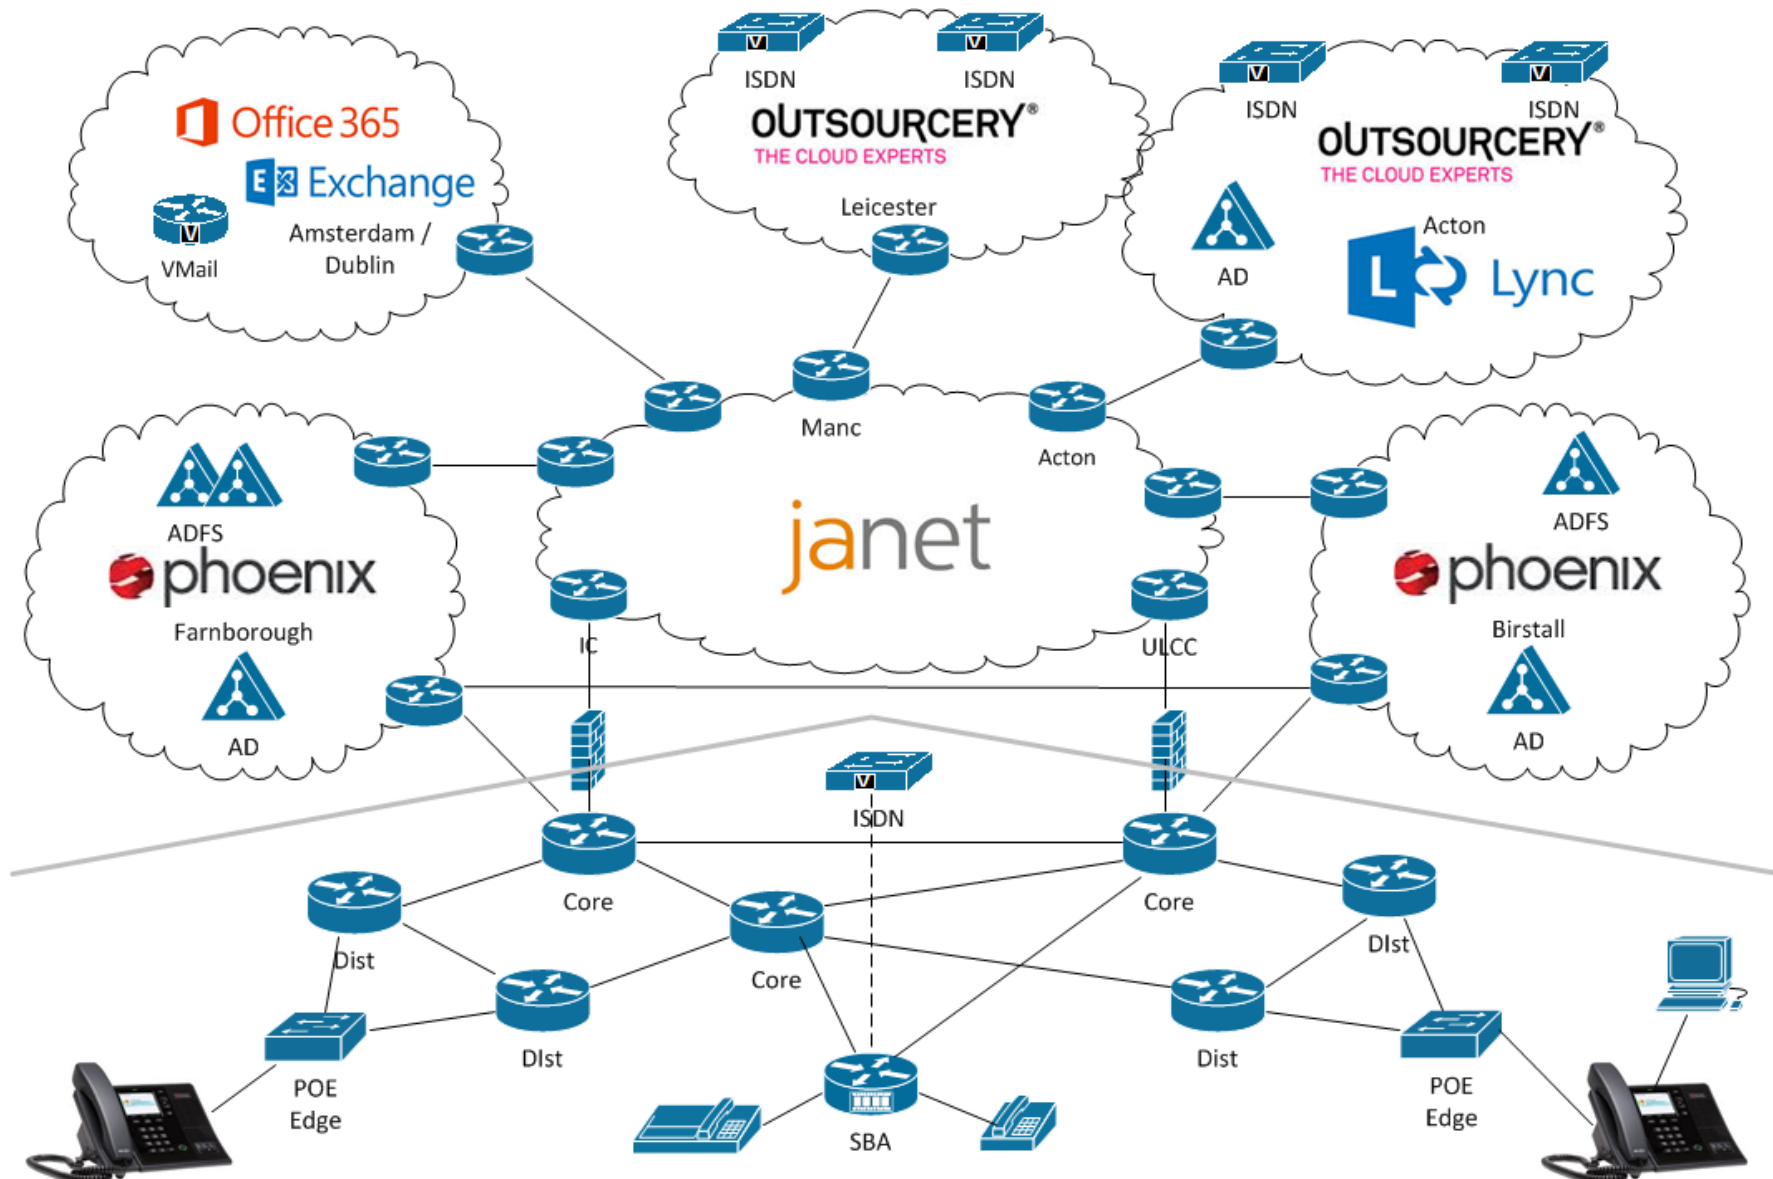 ISDN
ISDN
OUTSOURCERY®
THE CLOUD EXPERTS
Leicester
ISDN
ISDN
OUTSOURCERY®
THE CLOUD EXPERTS
Acton
AD
Lync
Office 365
Exchange
V
VMail
Amsterdam /
Dublin
Manc
Acton
janet
IC
ULCC
ADFS
phoenix
Farnborough
AD
ADFS
phoenix
Birstall
AD
ISDN
Core
Core
Core
Dist
DIst
DIst
Dist
POE
Edge
POE
Edge
SBA